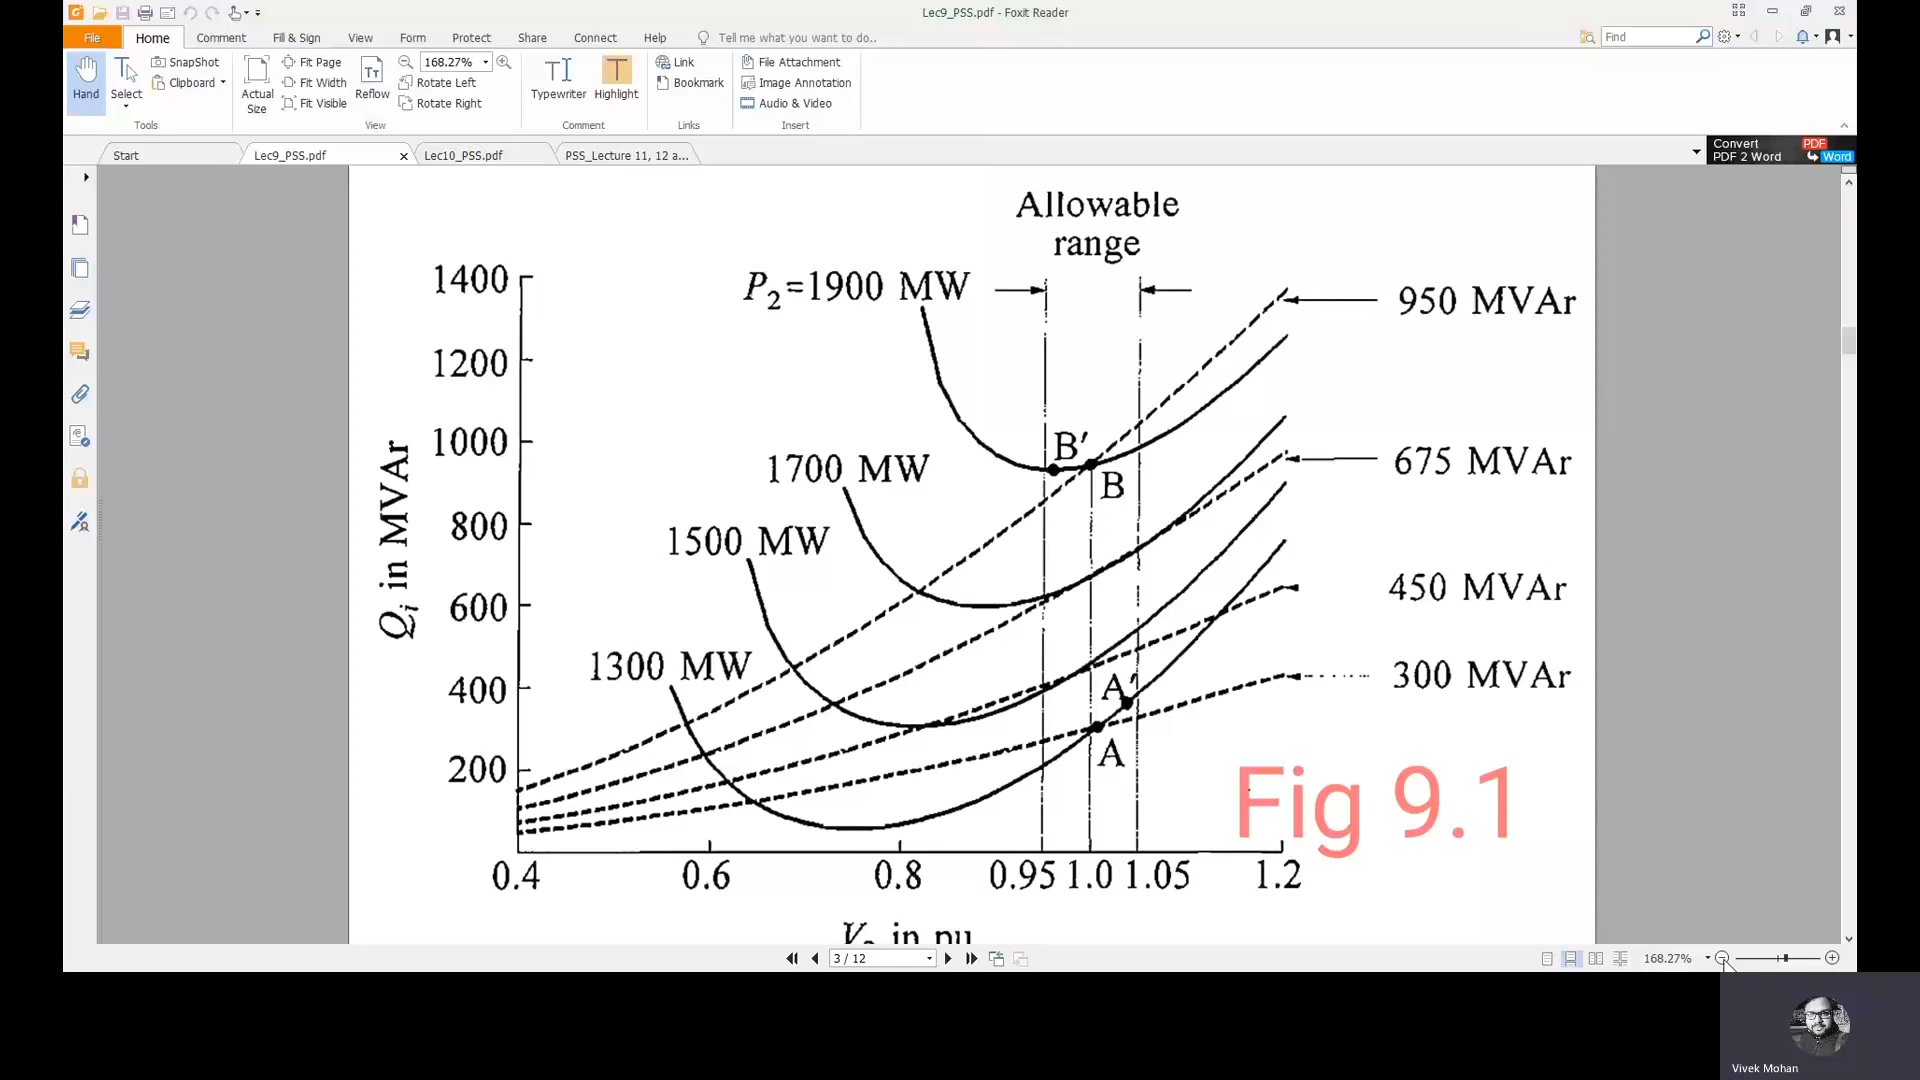 Lec9_PSS.pdf - Foxit Reader
File Home Comment Fill & Sign View Form Protect Share Connect Help Tell me what you want to do.. Find
Hand
Select
SnapShot
Clipboard
Tools
Actual Size
Fit Page
Fit Width
Fit Visible
Reflow
168.27%
Rotate Left
Rotate Right
View
Typewriter
Highlight
Comment
Link
Bookmark
Links
File Attachment
Image Annotation
Audio & Video
Insert
Start Lec9_PSS.pdf Lec10_PSS.pdf PSS_Lecture 11, 12 a...
Convert PDF
PDF 2 Word Word
Allowable
range
P2=1900 MW
1700 MW
1500 MW
1300 MW
950 MVAr
675 MVAr
450 MVAr
300 MVAr
B′
B
A′
A
1400
1200
1000
800
600
400
200
Qi in MVAr
0.4 0.6 0.8 0.95 1.0 1.05 1.2
in pu
Fig 9.1
3 / 12
168.27%
Vivek Mohan